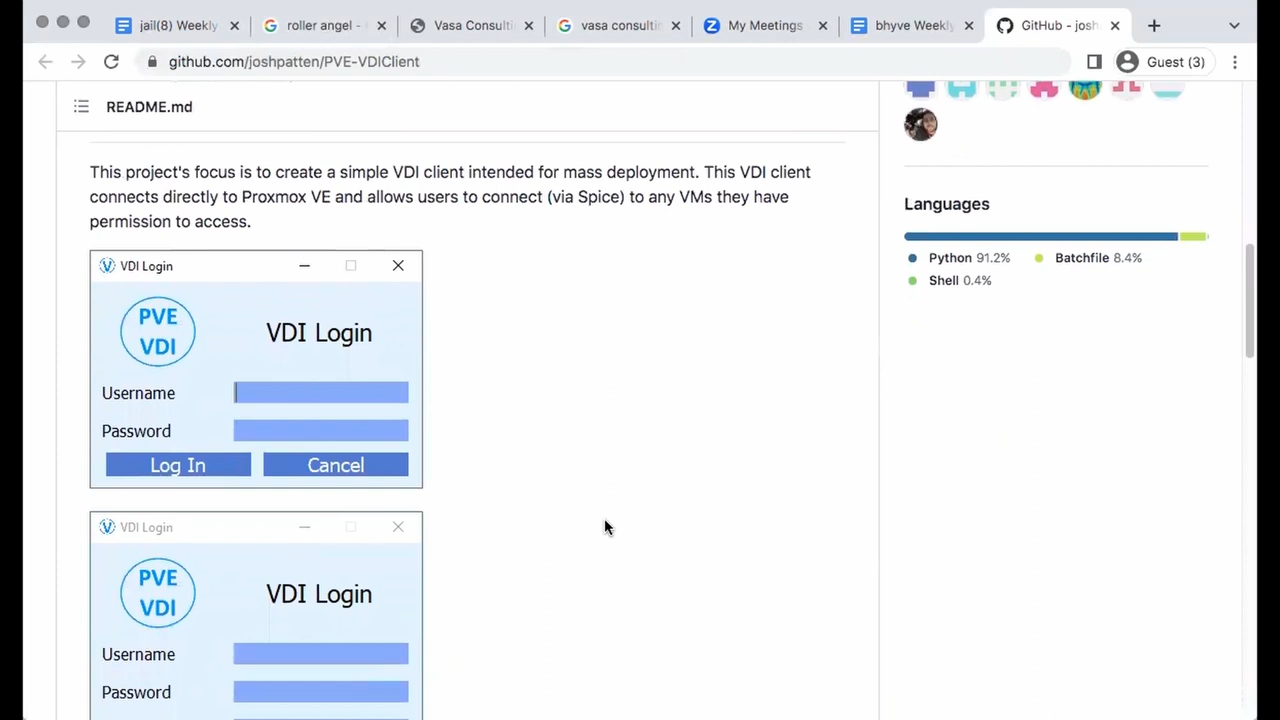 jail(8) Weekly
roller angel -
Vasa Consulti
vasa consultin
My Meetings
bhyve Weekly
GitHub - josh
github.com/joshpatten/PVE-VDIClient
Guest (3)
README.md
This project's focus is to create a simple VDI client intended for mass deployment. This VDI client
connects directly to Proxmox VE and allows users to connect (via Spice) to any VMs they have
permission to access.
VDI Login
PVE
VDI
VDI Login
Username
Password
Log In
Cancel
VDI Login
PVE
VDI
VDI Login
Username
Password
Languages
Python 91.2%
Batchfile 8.4%
Shell 0.4%